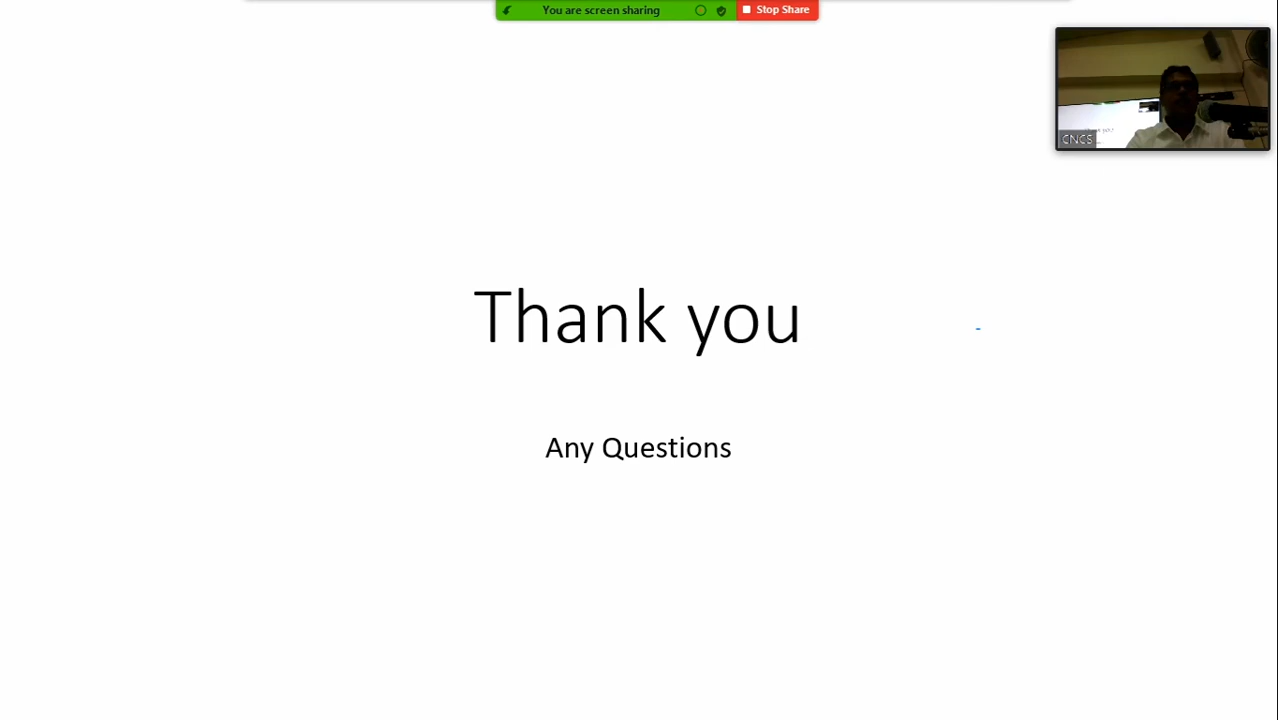 You are screen sharing
Stop Share
CNCS
Thank you
Any Questions